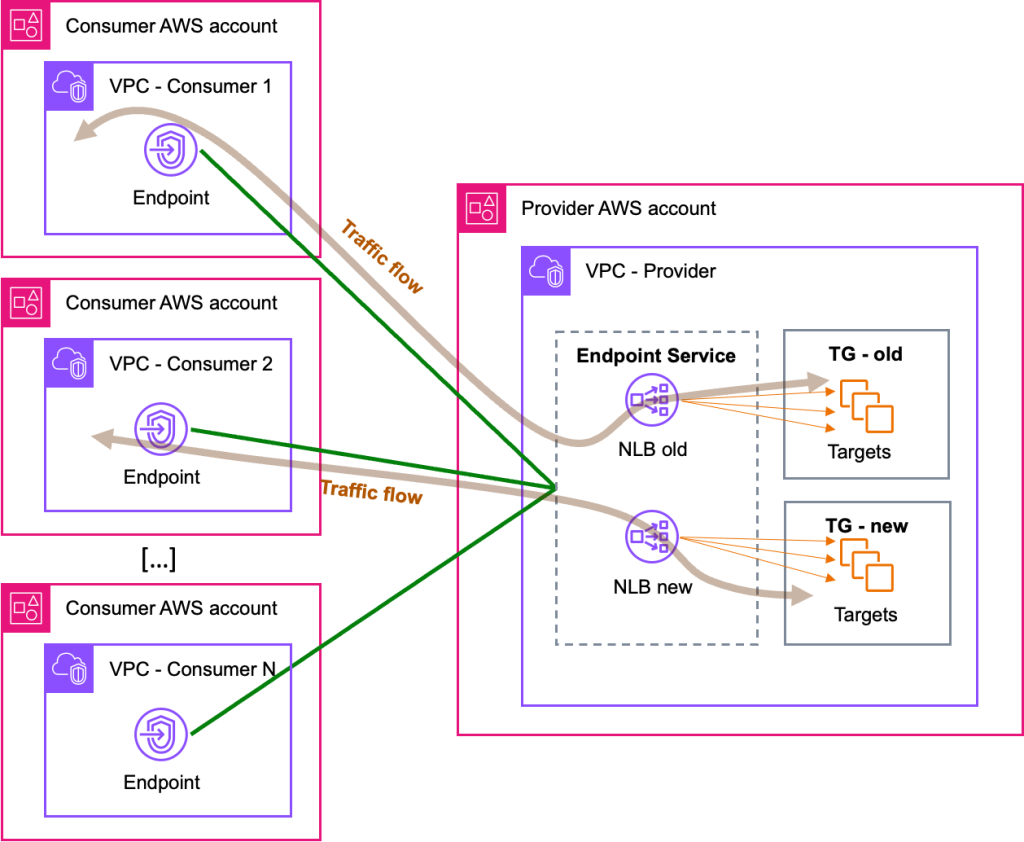 Consumer AWS account
VPC - Consumer 1
Endpoint
Traffic flow
Consumer AWS account
VPC - Consumer 2
Endpoint
Traffic flow
[...]
Consumer AWS account
VPC - Consumer N
Endpoint
Provider AWS account
VPC - Provider
Endpoint Service
NLB old
NLB new
TG - old
Targets
TG - new
Targets